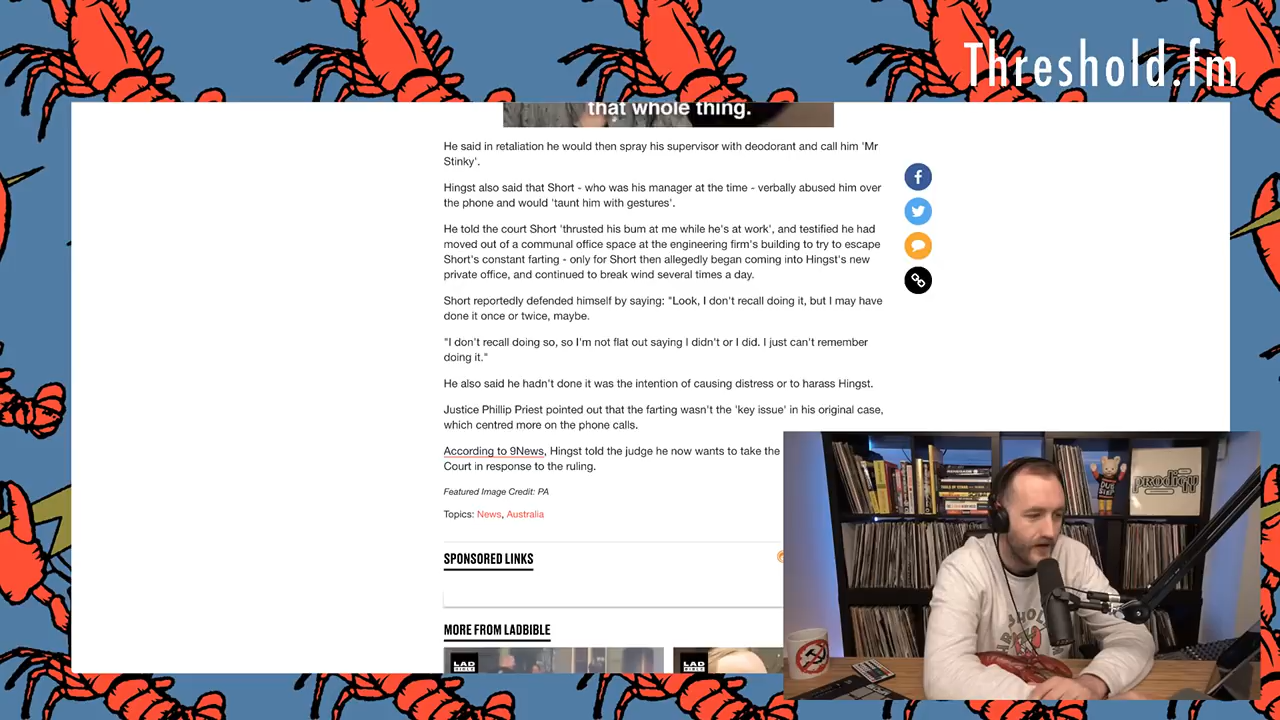 Threshold.fm
that whole thing.
He said in retaliation he would then spray his supervisor with deodorant and call him 'Mr
Stinky'.
Hingst also said that Short - who was his manager at the time - verbally abused him over
the phone and would 'taunt him with gestures'.
He told the court Short 'thrusted his bum at me while he's at work', and testified he had
moved out of a communal office space at the engineering firm's building to try to escape
Short's constant farting - only for Short then allegedly began coming into Hingst's new
private office, and continued to break wind several times a day.
Short reportedly defended himself by saying: "Look, I don't recall doing it, but I may have
done it once or twice, maybe.
"I don't recall doing so, so I'm not flat out saying I didn't or I did. I just can't remember
doing it."
He also said he hadn't done it was the intention of causing distress or to harass Hingst.
Justice Phillip Priest pointed out that the farting wasn't the 'key issue' in his original case,
which centred more on the phone calls.
According to 9News, Hingst told the judge he now wants to take the
Court in response to the ruling.
Featured Image Credit: PA
Topics: News, Australia
SPONSORED LINKS
MORE FROM LADBIBLE
LAD
BIBLE
LAD
BIBLE
prodigy